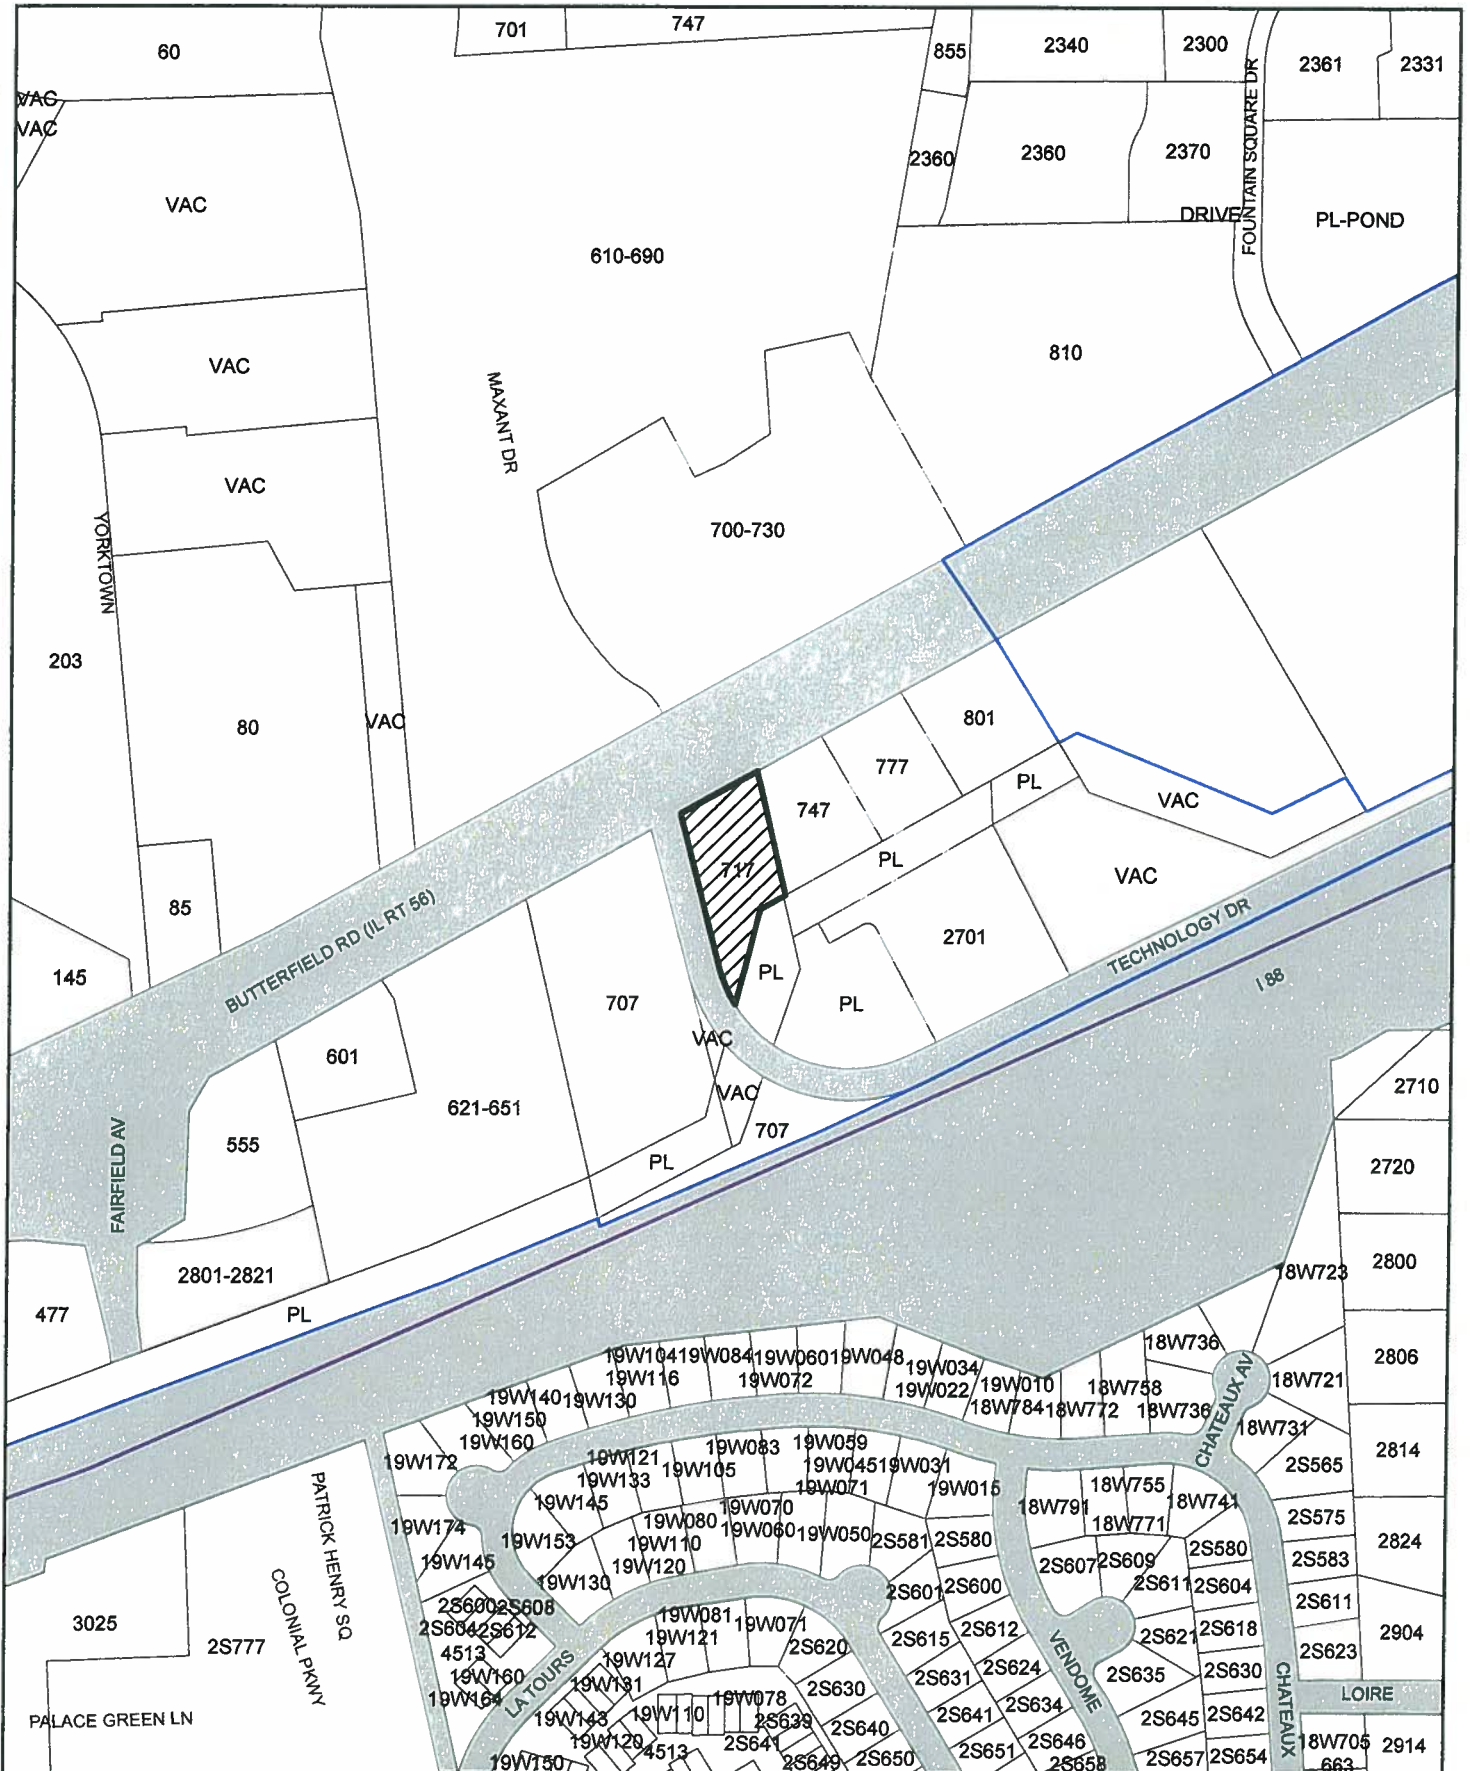 60
701
747
855
2340
2300
2361
2331
VAC
VAC
2360
2360
2370
FOUNTAIN SQUARE DR
DRIVE
PL-POND
VAC
610-690
VAC
810
MAXANT DR
VAC
700-730
YORKTOWN
203
80
VAC
801
777
747
PL
VAC
717
PL
VAC
85
BUTTERFIELD RD (IL RT 56)
2701
TECHNOLOGY DR
145
PL
PL
I 88
707
VAC
601
VAC
2710
621-651
707
555
FAIRFIELD AV
PL
2720
2801-2821
2800
18W723
477
PL
19W104
19W084
19W060
19W048
18W736
2806
19W116
19W072
19W034
19W022
19W010
18W758
CHATEAUX AV
18W721
19W140
19W130
18W784
18W772
18W736
19W150
19W160
18W731
19W172
19W121
19W083
19W059
2814
19W133
19W105
19W045
19W031
2S565
19W145
19W071
19W015
18W755
18W791
18W741
PATRICK HENRY SQ
19W070
2S575
19W174
19W080
19W060
19W050
2S581
2S580
18W771
19W153
19W110
2824
19W145
19W120
2S607
2S609
2S580
2S583
19W130
2S601
2S600
2S611
2S604
COLONIAL PKWY
2S600
2S608
2S611
3025
2S604
2S612
19W081
19W071
2S612
2S618
2904
2S777
4513
19W121
2S620
2S615
2S621
2S623
19W160
19W127
2S624
2S635
2S630
19W164
LA TOURS
19W131
2S630
2S631
VENDOME
CHATEAUX
LOIRE
PALACE GREEN LN
19W143
19W110
19W078
2S639
2S641
2S634
2S645
2S642
19W120
2S641
2S640
2S646
18W705
2914
19W150
4513
2S649
2S650
2S651
2S658
2S657
2S654
663